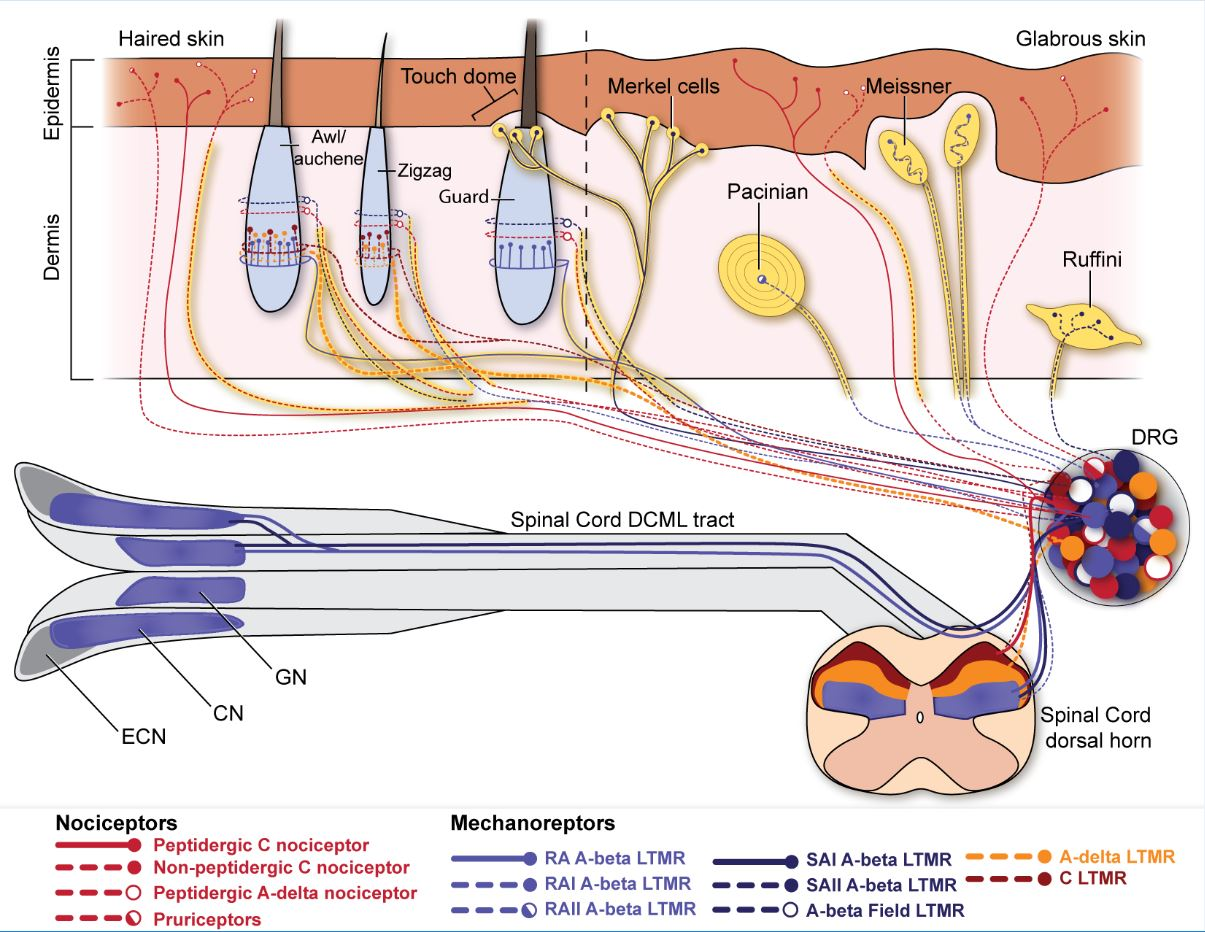 Haired skin
Glabrous skin
Epidermis
Touch dome
Merkel cells
Meissner
Awl/
auchene
Zigzag
Guard
Pacinian
Dermis
Ruffini
DRG
Spinal Cord DCML tract
GN
CN
ECN
Spinal Cord
dorsal horn
Nociceptors
Peptidergic C nociceptor
Non-peptidergic C nociceptor
Peptidergic A-delta nociceptor
Pruriceptors
Mechanoreptors
RA A-beta LTMR
RAI A-beta LTMR
RAII A-beta LTMR
SAI A-beta LTMR
SAII A-beta LTMR
A-beta Field LTMR
A-delta LTMR
C LTMR